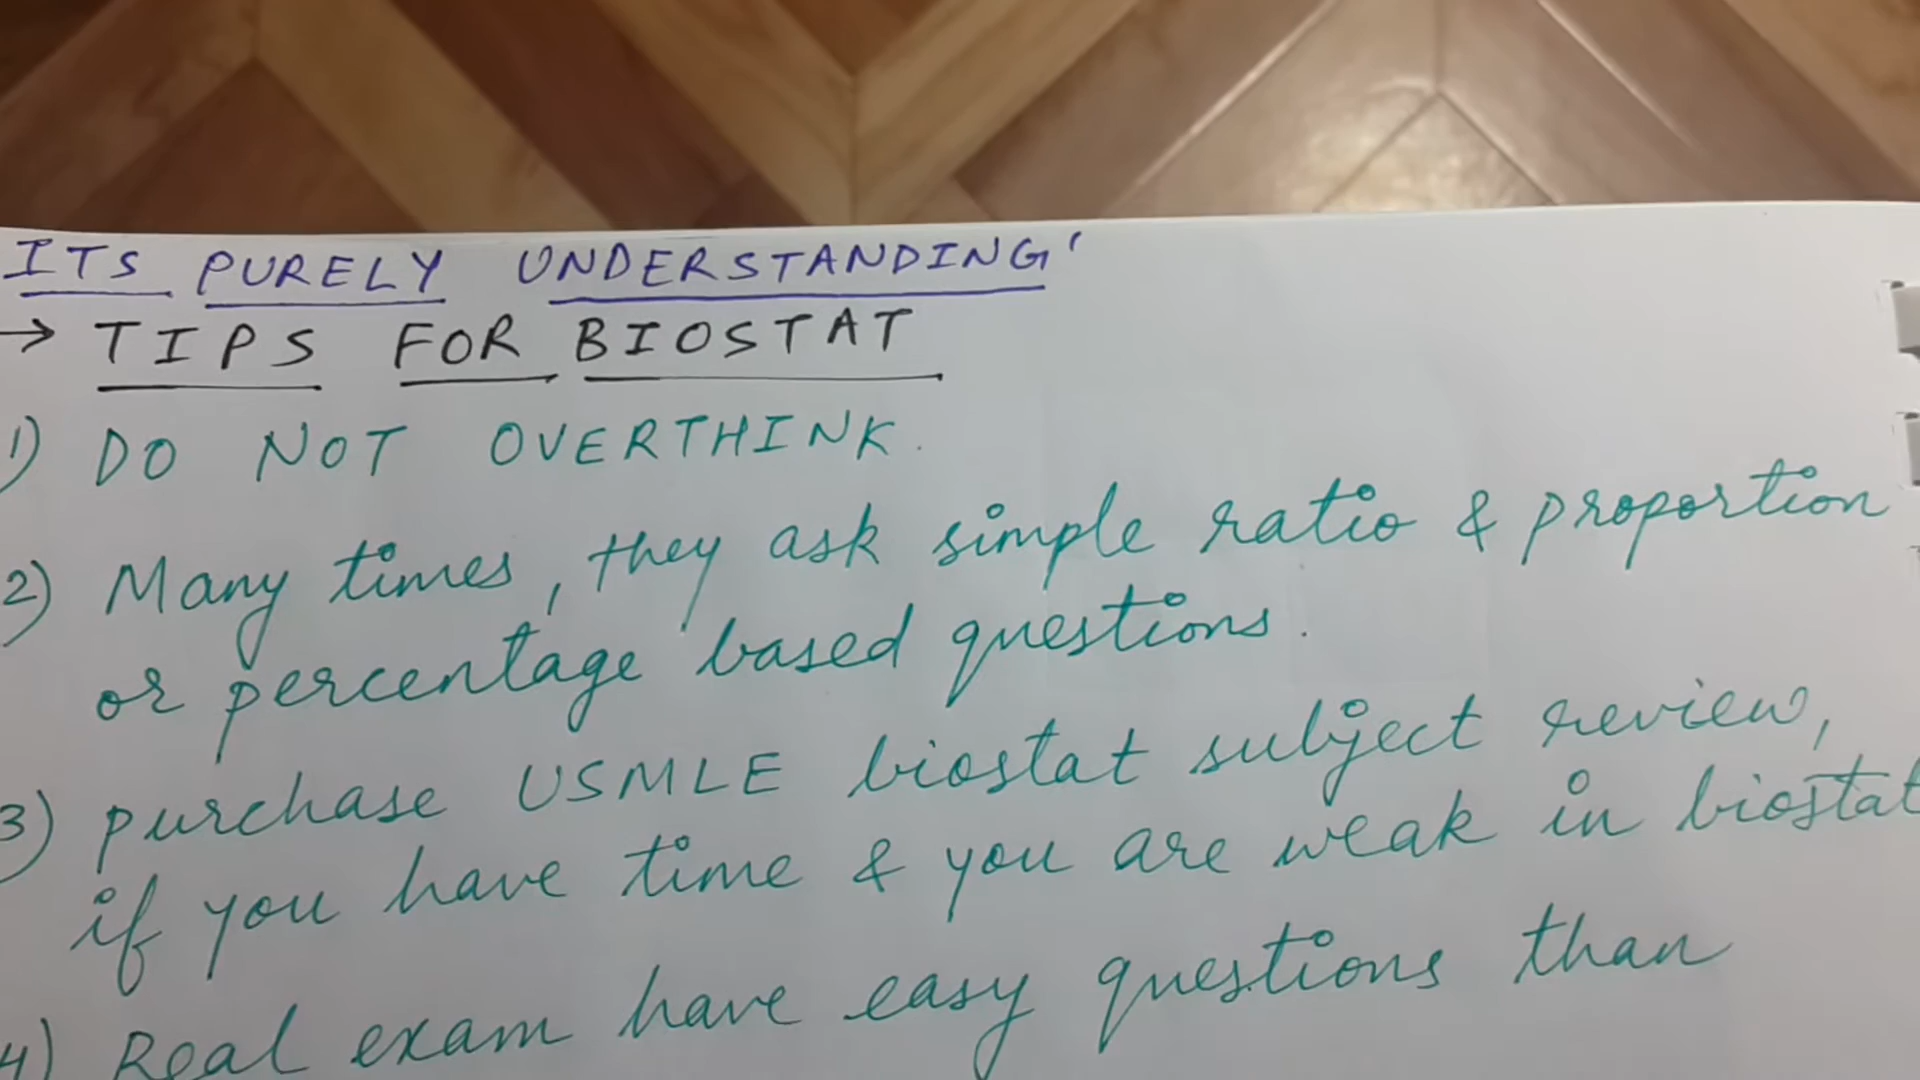 ITS PURELY UNDERSTANDING'
→ TIPS FOR BIOSTAT
1) DO NOT OVERTHINK.
2) Many times, they ask simple ratio & proportion
or percentage based questions.
3) purchase USMLE biostat subject review,
if you have time & you are weak in biostat
4) Real exam have easy questions than